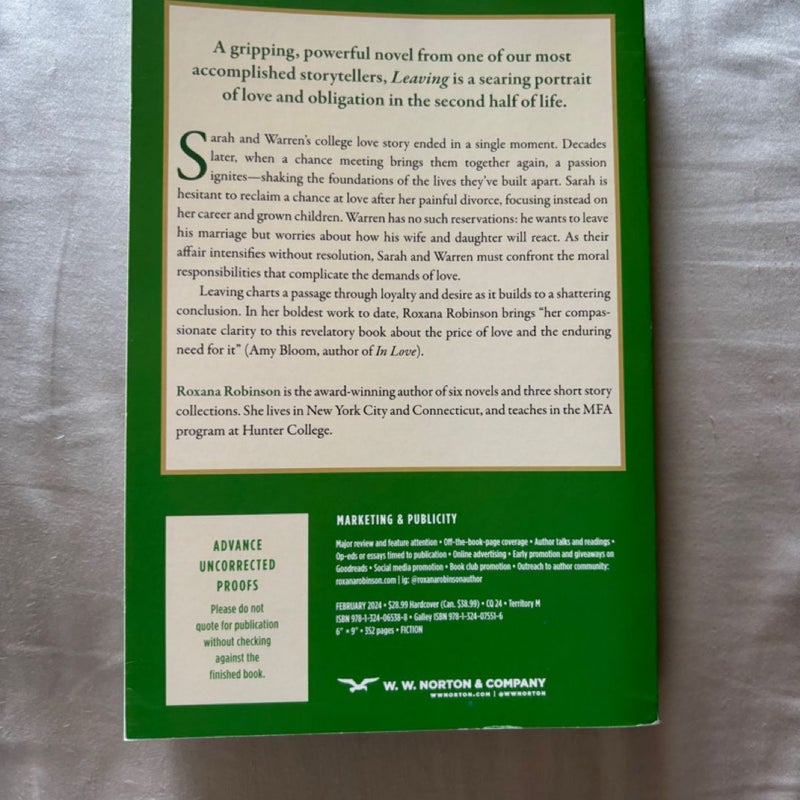 A gripping, powerful novel from one of our most
accomplished storytellers, Leaving is a searing portrait
of love and obligation in the second half of life.
Sarah and Warren's college love story ended in a single moment. Decades
later, when a chance meeting brings them together again, a passion
ignites—shaking the foundations of the lives they've built apart. Sarah is
hesitant to reclaim a chance at love after her painful divorce, focusing instead on
her career and grown children. Warren has no such reservations: he wants to leave
his marriage but worries about how his wife and daughter will react. As their
affair intensifies without resolution, Sarah and Warren must confront the moral
responsibilities that complicate the demands of love.
Leaving charts a passage through loyalty and desire as it builds to a shattering
conclusion. In her boldest work to date, Roxana Robinson brings "her compas-
sionate clarity to this revelatory book about the price of love and the enduring
need for it" (Amy Bloom, author of In Love).
Roxana Robinson is the award-winning author of six novels and three short story
collections. She lives in New York City and Connecticut, and teaches in the MFA
program at Hunter College.
ADVANCE
UNCORRECTED
PROOFS
Please do not
quote for publication
without checking
against the
finished book.
MARKETING & PUBLICITY
Major review and feature attention • Off-the-book-page coverage • Author talks and readings •
Op-eds or essays timed to publication • Online advertising • Early promotion and giveaways on
Goodreads • Social media promotion • Book club promotion • Outreach to author community:
roxanarobinson.com | ig: @roxanarobinsonauthor
FEBRUARY 2024 • $28.99 Hardcover (Can. $38.99) • CQ 24 • Territory M
ISBN 978-1-324-06538-8 • Galley ISBN 978-1-324-07551-6
6" × 9" • 352 pages • FICTION
W. W. NORTON & COMPANY
WWNORTON.COM | @WWNORTON